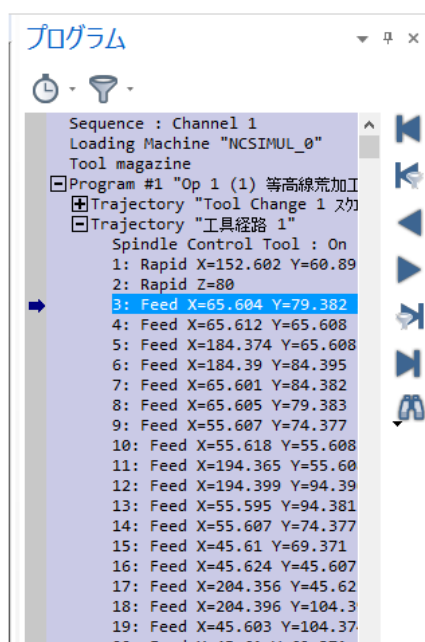 プログラム
Sequence : Channel 1
Loading Machine "NCSIMUL_0"
Tool magazine
Program #1 "Op 1 (1) 等高線荒加工
Trajectory "Tool Change 1 スクエ
Trajectory "工具経路 1"
Spindle Control Tool : On
1: Rapid X=152.602 Y=60.89
2: Rapid Z=80
3: Feed X=65.604 Y=79.382
4: Feed X=65.612 Y=65.608
5: Feed X=184.374 Y=65.608
6: Feed X=184.39 Y=84.395
7: Feed X=65.601 Y=84.382
8: Feed X=65.605 Y=79.383
9: Feed X=55.607 Y=74.377
10: Feed X=55.618 Y=55.608
11: Feed X=194.365 Y=55.60
12: Feed X=194.399 Y=94.39
13: Feed X=55.595 Y=94.381
14: Feed X=55.607 Y=74.377
15: Feed X=45.61 Y=69.371
16: Feed X=45.624 Y=45.607
17: Feed X=204.356 Y=45.62
18: Feed X=204.396 Y=104.3
19: Feed X=45.603 Y=104.37